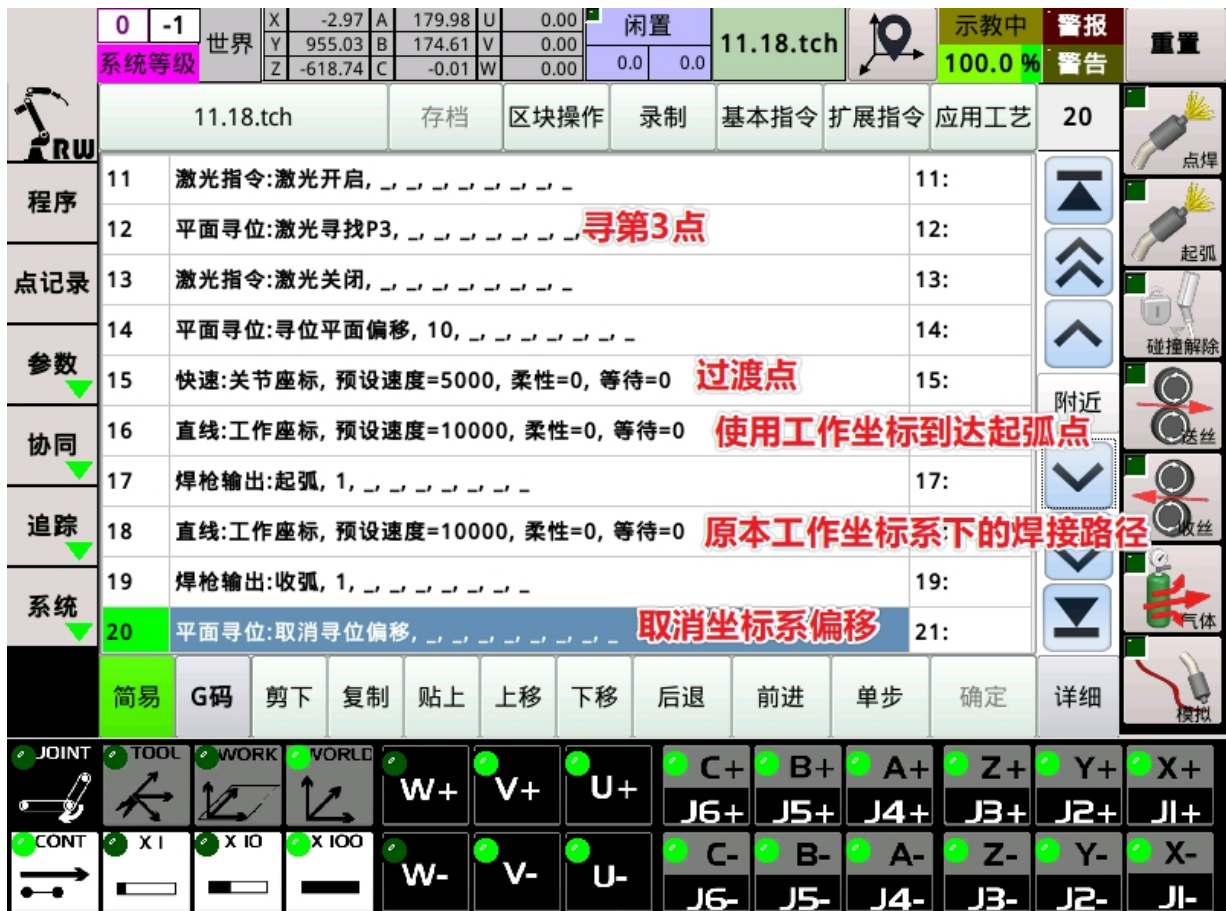 0 -1 世界 X -2.97 A 179.98 U 0.00 闲置 11.18.tch 示教中 警报 重置
Y 955.03 B 174.61 V 0.00
系统等级 Z -618.74 C -0.01 W 0.00 0.0 0.0 100.0 % 警告
RW 11.18.tch 存档 区块操作 录制 基本指令 扩展指令 应用工艺 20 点焊
11 激光指令:激光开启, _, _, _, _, _, _, _, _ 11:
程序
12 平面寻位:激光寻找P3, _, _, _, _, _, _, _, 寻第3点 12:
起弧
点记录 13 激光指令:激光关闭, _, _, _, _, _, _, _, _ 13:
14 平面寻位:寻位平面偏移, 10, _, _, _, _, _, _, _ 14:
碰撞解除
参数 15 快速:关节座标, 预设速度=5000, 柔性=0, 等待=0 过渡点 15:
附近
16 直线:工作座标, 预设速度=10000, 柔性=0, 等待=0 使用工作坐标到达起弧点
送丝
协同
17 焊枪输出:起弧, 1, _, _, _, _, _, _, _ 17:
追踪 18 直线:工作座标, 预设速度=10000, 柔性=0, 等待=0 原本工作坐标系下的焊接路径
收丝
19 焊枪输出:收弧, 1, _, _, _, _, _, _, _ 19:
系统
20 平面寻位:取消寻位偏移, _, _, _, _, _, _, _, _ 取消坐标系偏移 21:
气体
简易 G码 剪下 复制 贴上 上移 下移 后退 前进 单步 确定 详细
模拟
JOINT TOOL WORK WORLD W+ V+ U+ C+ B+ A+ Z+ Y+ X+
J6+ J5+ J4+ J3+ J2+ J1+
CONT X 1 X 10 X 100 W- V- U- C- B- A- Z- Y- X-
J6- J5- J4- J3- J2- J1-